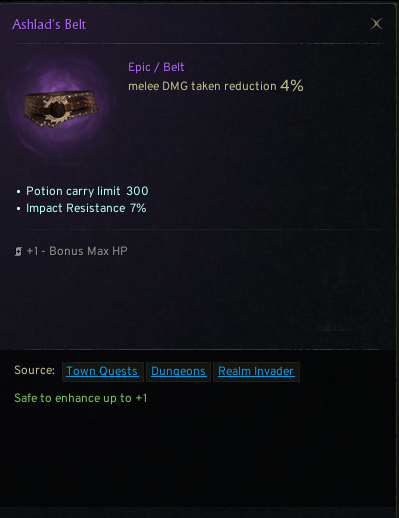 Ashlad's Belt
Epic / Belt
melee DMG taken reduction 4%
• Potion carry limit 300
• Impact Resistance 7%
+1 - Bonus Max HP
Source: Town Quests Dungeons Realm Invader
Safe to enhance up to +1